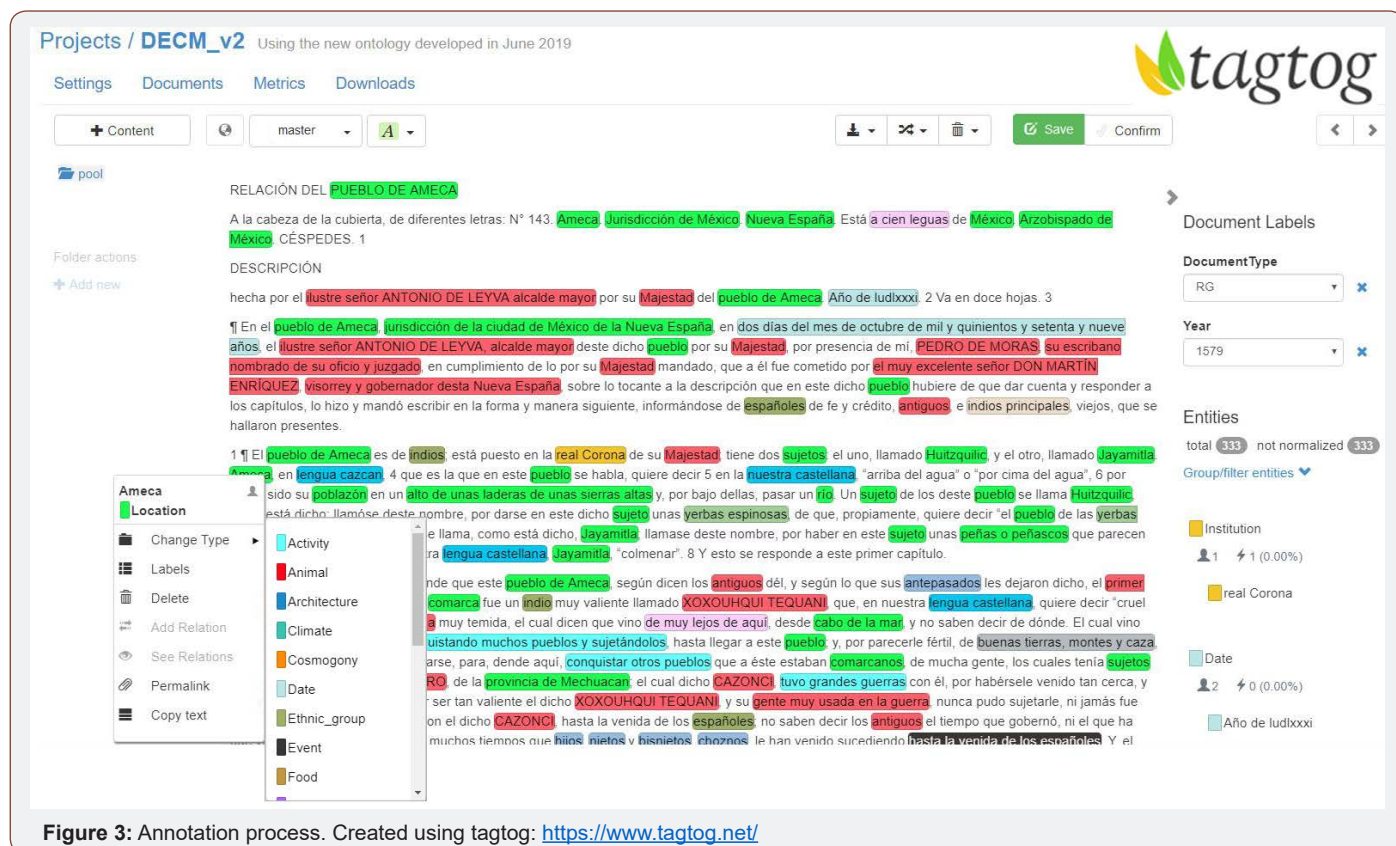 Projects / DECM_v2 Using the new ontology developed in June 2019
tagtog
Settings Documents Metrics Downloads
+ Content master A Save Confirm
pool
Folder actions
+ Add new
RELACIÓN DEL PUEBLO DE AMECA
A la cabeza de la cubierta, de diferentes letras: N° 143. Ameca. Jurisdicción de México. Nueva España. Está a cien leguas de México. Arzobispado de
México. CÉSPEDES. 1
DESCRIPCIÓN
hecha por el ilustre señor ANTONIO DE LEYVA alcalde mayor por su Majestad del pueblo de Ameca. Año de ludlxxxi. 2 Va en doce hojas. 3
¶ En el pueblo de Ameca, jurisdicción de la ciudad de México de la Nueva España, en dos días del mes de octubre de mil y quinientos y setenta y nueve
años, el ilustre señor ANTONIO DE LEYVA, alcalde mayor deste dicho pueblo por su Majestad, por presencia de mí, PEDRO DE MORAS, su escribano
nombrado de su oficio y juzgado, en cumplimiento de lo por su Majestad mandado, que a él fue cometido por el muy excelente señor DON MARTÍN
ENRÍQUEZ, visorrey y gobernador desta Nueva España, sobre lo tocante a la descripción que en este dicho pueblo hubiere de que dar cuenta y responder a
los capítulos, lo hizo y mandó escribir en la forma y manera siguiente, informándose de españoles de fe y crédito, antiguos, e indios principales, viejos, que se
hallaron presentes.
1 ¶ El pueblo de Ameca es de indios; está puesto en la real Corona de su Majestad; tiene dos sujetos: el uno, llamado Huitzquilic, y el otro, llamado Jayamitla.
Ameca, en lengua cazcan, 4 que es la que en este pueblo se habla, quiere decir 5 en la nuestra castellana, "arriba del agua" o "por cima del agua", 6 por
sido su poblazón en un alto de unas laderas de unas sierras altas y, por bajo dellas, pasar un río. Un sujeto de los deste pueblo se llama Huitzquilic,
está dicho; llamóse deste nombre, por darse en este dicho sujeto unas yerbas espinosas, de que, propiamente, quiere decir "el pueblo de las yerbas
e llama, como está dicho, Jayamitla; llamase deste nombre, por haber en este sujeto unas peñas o peñascos que parecen
ra lengua castellana, Jayamitla, "colmenar". 8 Y esto se responde a este primer capítulo.
nde que este pueblo de Ameca, según dicen los antiguos dél, y según lo que sus antepasados les dejaron dicho, el primer
comarca fue un indio muy valiente llamado XOXOUHQUI TEQUANI, que, en nuestra lengua castellana, quiere decir "cruel
a muy temida, el cual dicen que vino de muy lejos de aquí, desde cabo de la mar, y no saben decir de dónde. El cual vino
uistando muchos pueblos y sujetándolos, hasta llegar a este pueblo; y, por parecerle fértil, de buenas tierras, montes y caza,
arse, para, dende aquí, conquistar otros pueblos que a éste estaban comarcanos, de mucha gente, los cuales tenía sujetos
RO, de la provincia de Mechuacan; el cual dicho CAZONCI, tuvo grandes guerras con él, por habérsele venido tan cerca, y
ser tan valiente el dicho XOXOUHQUI TEQUANI, y su gente muy usada en la guerra, nunca pudo sujetarle, ni jamás fue
on el dicho CAZONCI, hasta la venida de los españoles; no saben decir los antiguos el tiempo que gobernó, ni el que ha
muchos tiempos que hijos, nietos y bisnietos, choznos, le han venido sucediendo hasta la venida de los españoles. Y, el
Ameca
Location
Change Type
Labels
Delete
Add Relation
See Relations
Permalink
Copy text
Activity
Animal
Architecture
Climate
Cosmogony
Date
Ethnic_group
Event
Food
Document Labels
DocumentType
RG
Year
1579
Entities
total 333 not normalized 333
Group/filter entities
Institution
1 1 (0.00%)
real Corona
Date
2 0 (0.00%)
Año de ludlxxxi
Figure 3: Annotation process. Created using tagtog: https://www.tagtog.net/